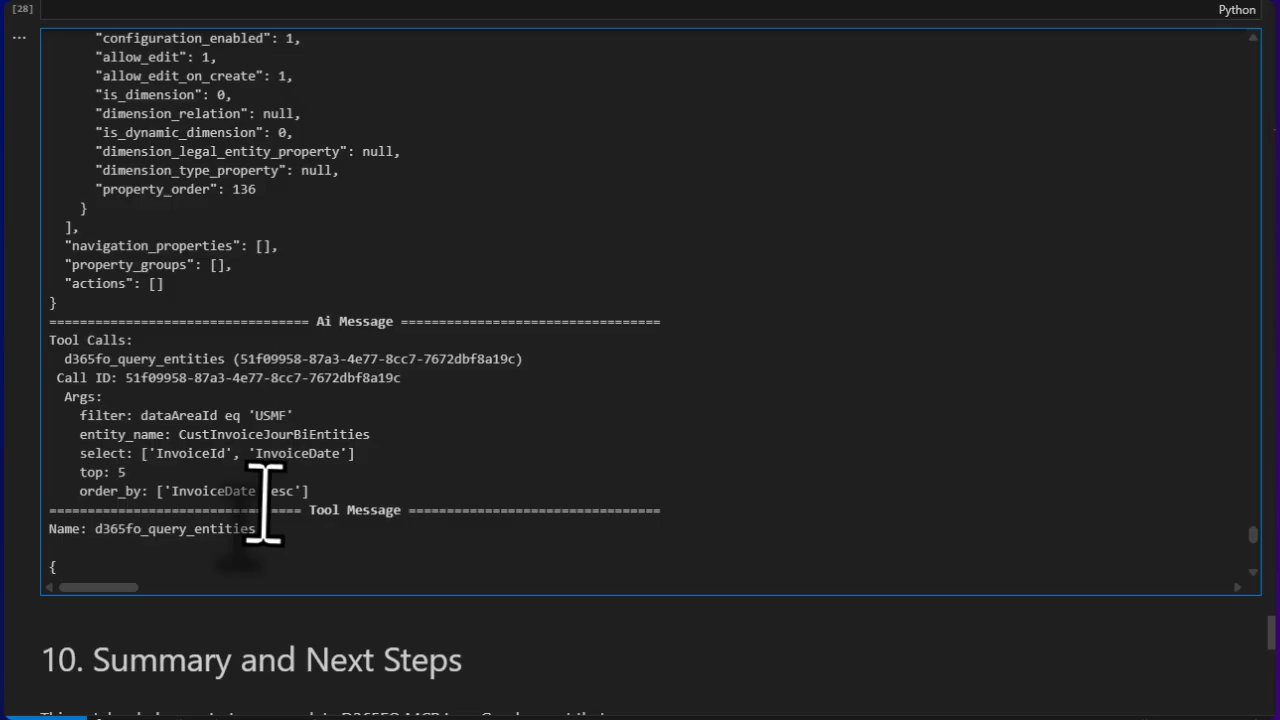 [28]
Python
...
"configuration_enabled": 1,
"allow_edit": 1,
"allow_edit_on_create": 1,
"is_dimension": 0,
"dimension_relation": null,
"is_dynamic_dimension": 0,
"dimension_legal_entity_property": null,
"dimension_type_property": null,
"property_order": 136
}
],
"navigation_properties": [],
"property_groups": [],
"actions": []
}
================================== Ai Message ==================================
Tool Calls:
d365fo_query_entities (51f09958-87a3-4e77-8cc7-7672dbf8a19c)
Call ID: 51f09958-87a3-4e77-8cc7-7672dbf8a19c
Args:
filter: dataAreaId eq 'USMF'
entity_name: CustInvoiceJourBiEntities
select: ['InvoiceId', 'InvoiceDate']
top: 5
order_by: ['InvoiceDate esc']
================================= Tool Message =================================
Name: d365fo_query_entities
{
10. Summary and Next Steps